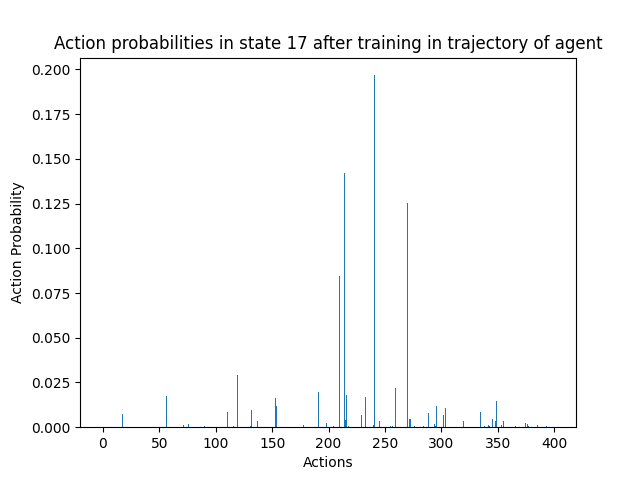 Action probabilities in state 17 after training in trajectory of agent
0.200
0.175
0.150
0.125
0.100
0.075
0.050
0.025
0.000
Action Probability
0 50 100 150 200 250 300 350 400
Actions